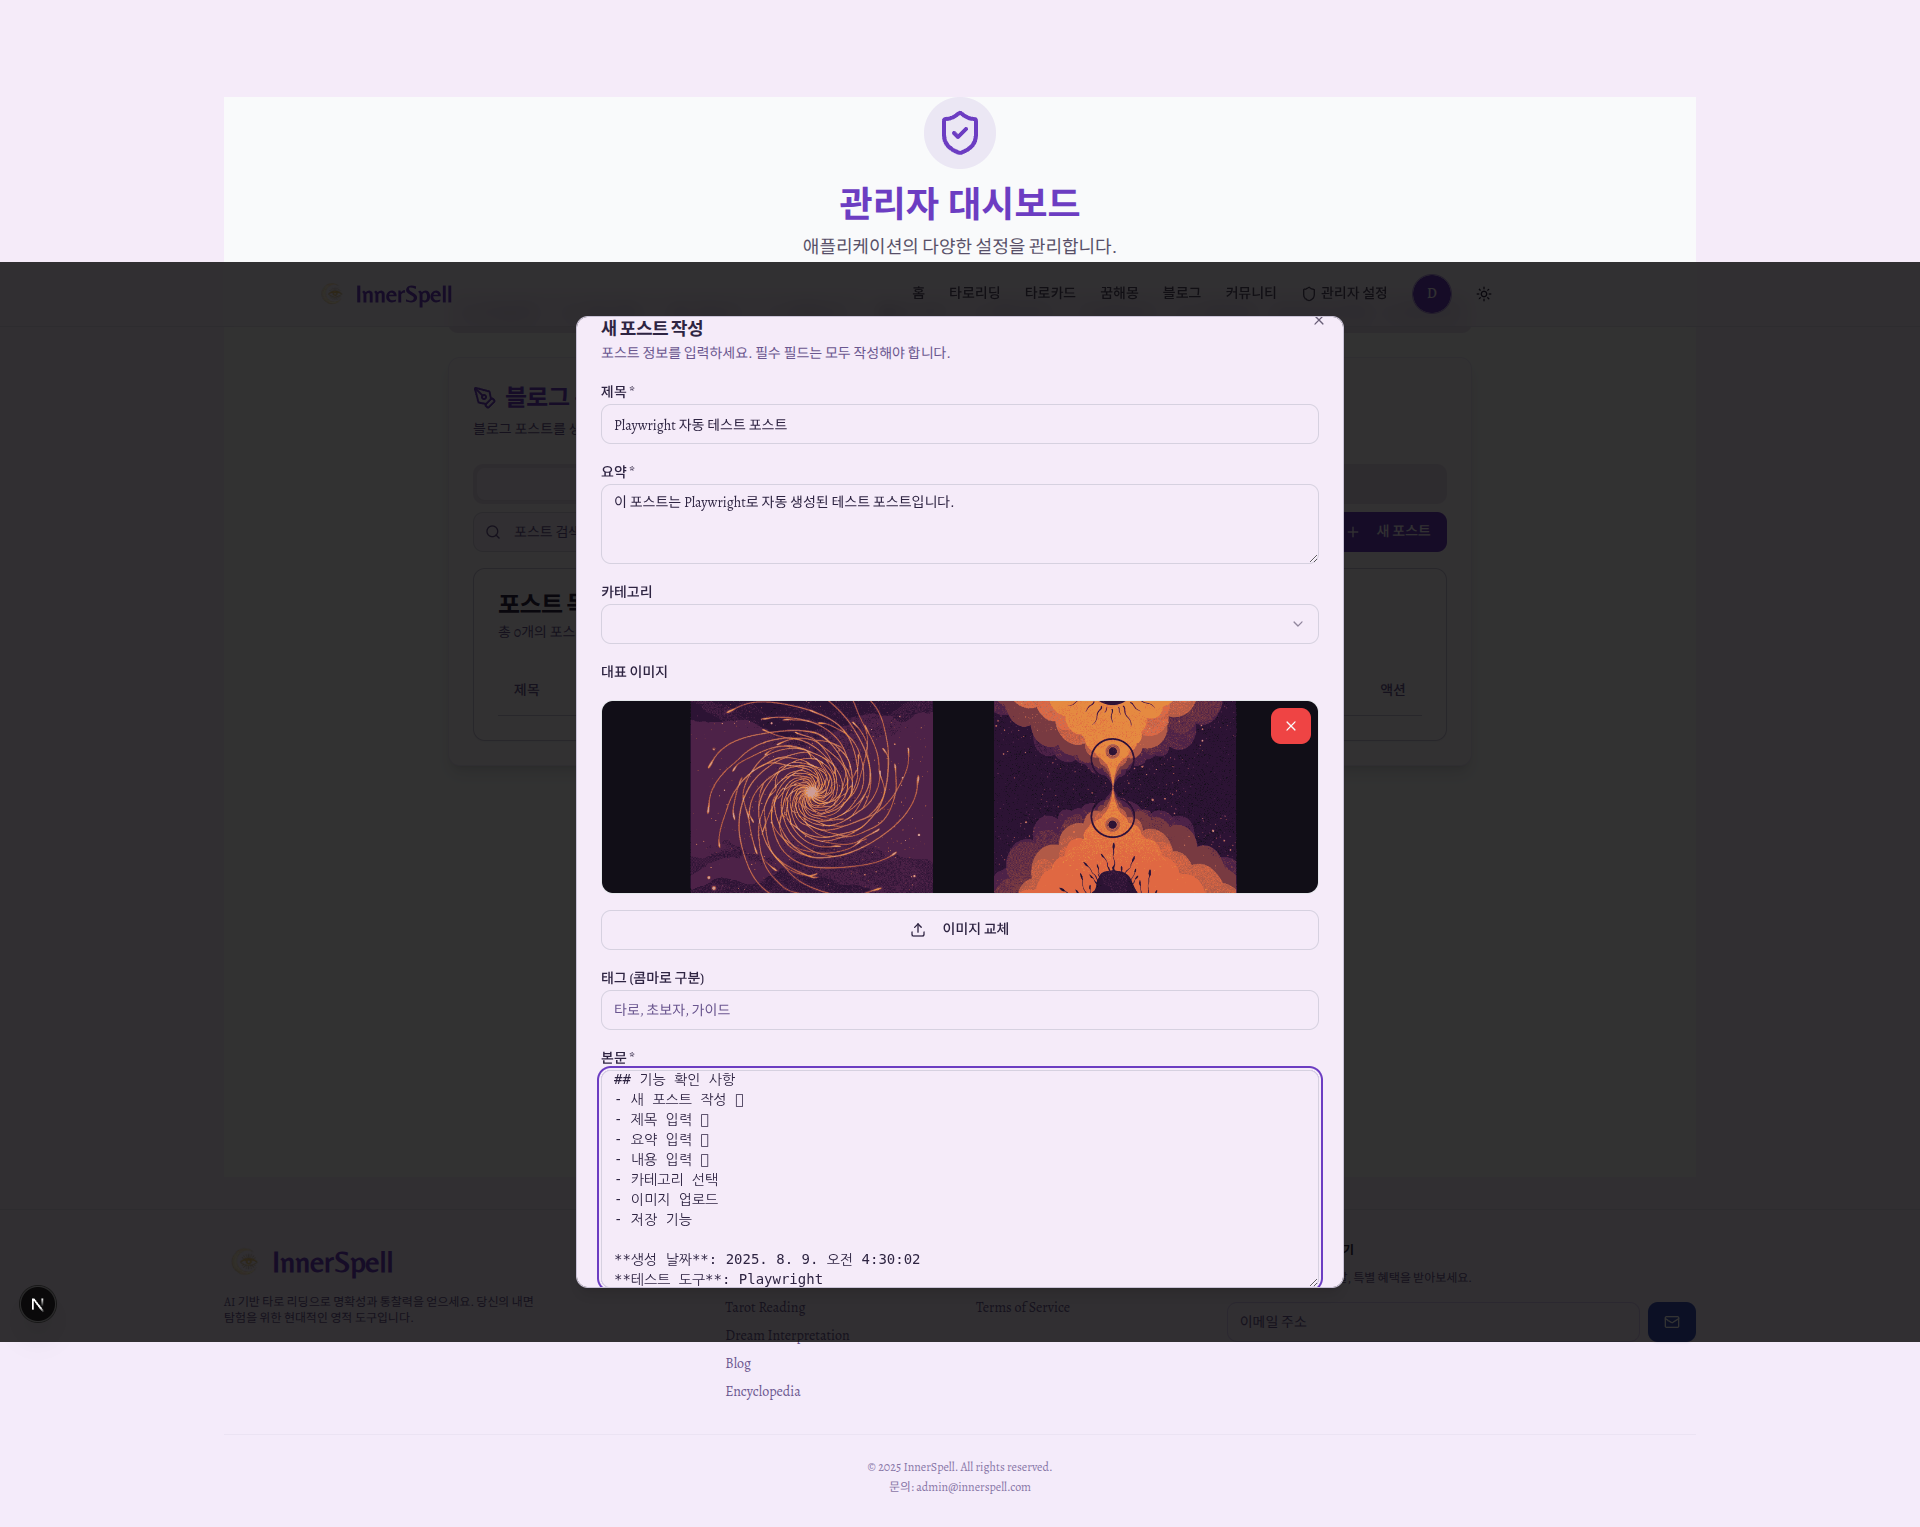 관리자 대시보드
애플리케이션의 다양한 설정을 관리합니다.
InnerSpell
홈
타로리딩
타로카드
꿈해몽
블로그
커뮤니티
관리자 설정
D
새 포스트 작성
포스트 정보를 입력하세요. 필수 필드는 모두 작성해야 합니다.
제목 *
Playwright 자동 테스트 포스트
요약 *
이 포스트는 Playwright로 자동 생성된 테스트 포스트입니다.
카테고리
대표 이미지
이미지 교체
태그 (콤마로 구분)
타로, 초보자, 가이드
본문 *
## 기능 확인 사항
- 새 포스트 작성
- 제목 입력
- 요약 입력
- 내용 입력
- 카테고리 선택
- 이미지 업로드
- 저장 기능
**생성 날짜**: 2025. 8. 9. 오전 4:30:02
**테스트 도구**: Playwright
블로그
블로그 포스트를
포스트
새 포스트
포스트
총 0개의 포스
제목
액션
InnerSpell
AI 기반 타로 리딩으로 명확성과 통찰력을 얻으세요. 당신의 내면
탐험을 위한 현대적인 영적 도구입니다.
Tarot Reading
Dream Interpretation
Blog
Encyclopedia
Terms of Service
기
, 특별 혜택을 받아보세요.
이메일 주소
N
© 2025 InnerSpell. All rights reserved.
문의: admin@innerspell.com